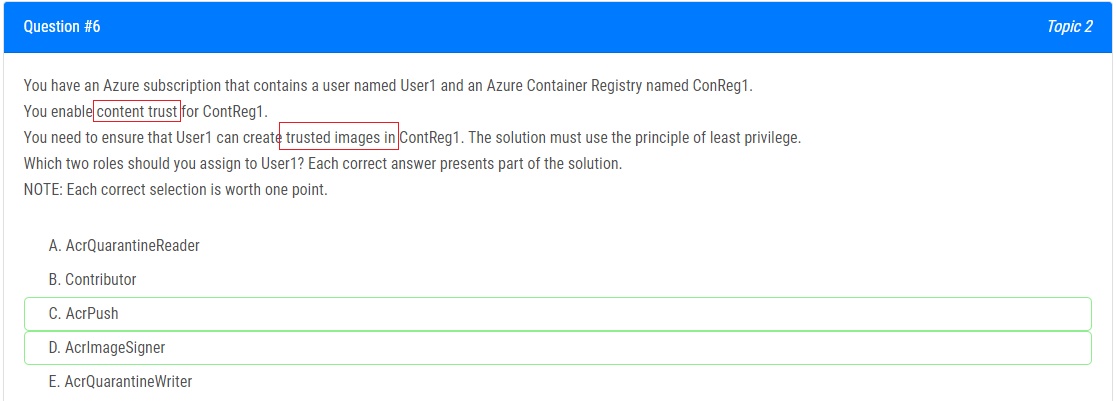 Question #6
Topic 2
You have an Azure subscription that contains a user named User1 and an Azure Container Registry named ConReg1.
You enable content trust for ContReg1.
You need to ensure that User1 can create trusted images in ContReg1. The solution must use the principle of least privilege.
Which two roles should you assign to User1? Each correct answer presents part of the solution.
NOTE: Each correct selection is worth one point.
A. AcrQuarantineReader
B. Contributor
C. AcrPush
D. AcrImageSigner
E. AcrQuarantineWriter